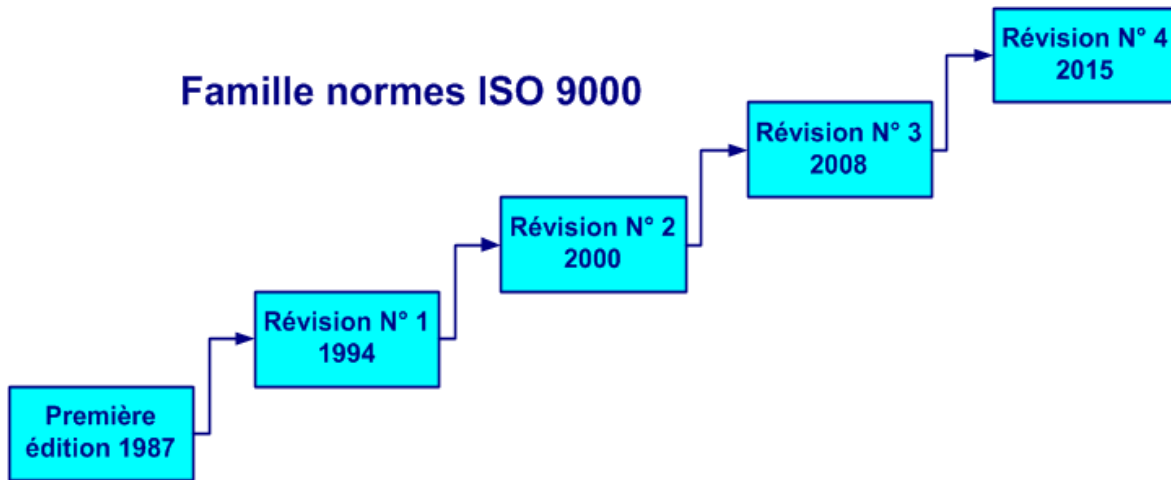 Famille normes ISO 9000
Première
édition 1987
Révision N° 1
1994
Révision N° 2
2000
Révision N° 3
2008
Révision N° 4
2015